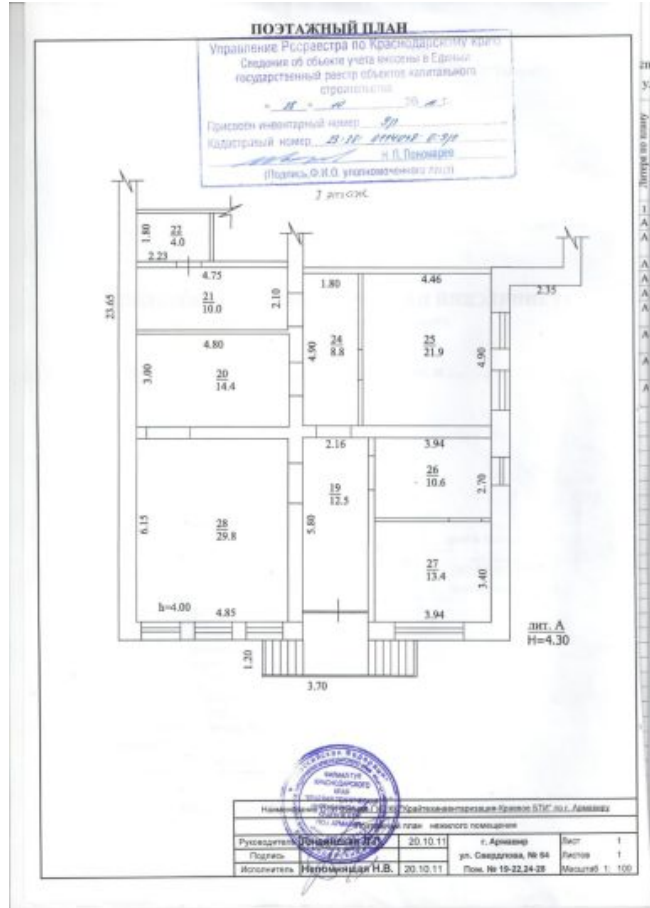 ПОЭТАЖНЫЙ ПЛАН
Управление Росреестра по Краснодарскому краю
Сведения об объекте учета внесены в Единый
государственный реестр объектов капитального
строительства
Присвоен инвентарный номер
Кадастровый номер
Н.П. Пономарев
(Подпись, Ф.И.О. уполномоченного лица)
1 этаж
22
4.0
1.80
2.23
4.75
21
10.0
2.10
23.65
1.80
4.46
2.35
4.80
20
14.4
3.00
24
8.8
4.90
25
21.9
4.90
2.16
3.94
26
10.6
2.70
19
12.5
5.80
28
29.8
6.15
27
13.4
3.40
h=4.00
4.85
3.94
лит. А
H=4.30
1.20
3.70
Литера по плану
план нежилого помещения
Руководитель
20.10.11
г. Армавир
Лист 1
Подпись
ул. Свердлова, № 64
Листов 1
Исполнитель
Непомнящая Н.В.
20.10.11
Пом. № 19-22,24-28
Масштаб 1: 100